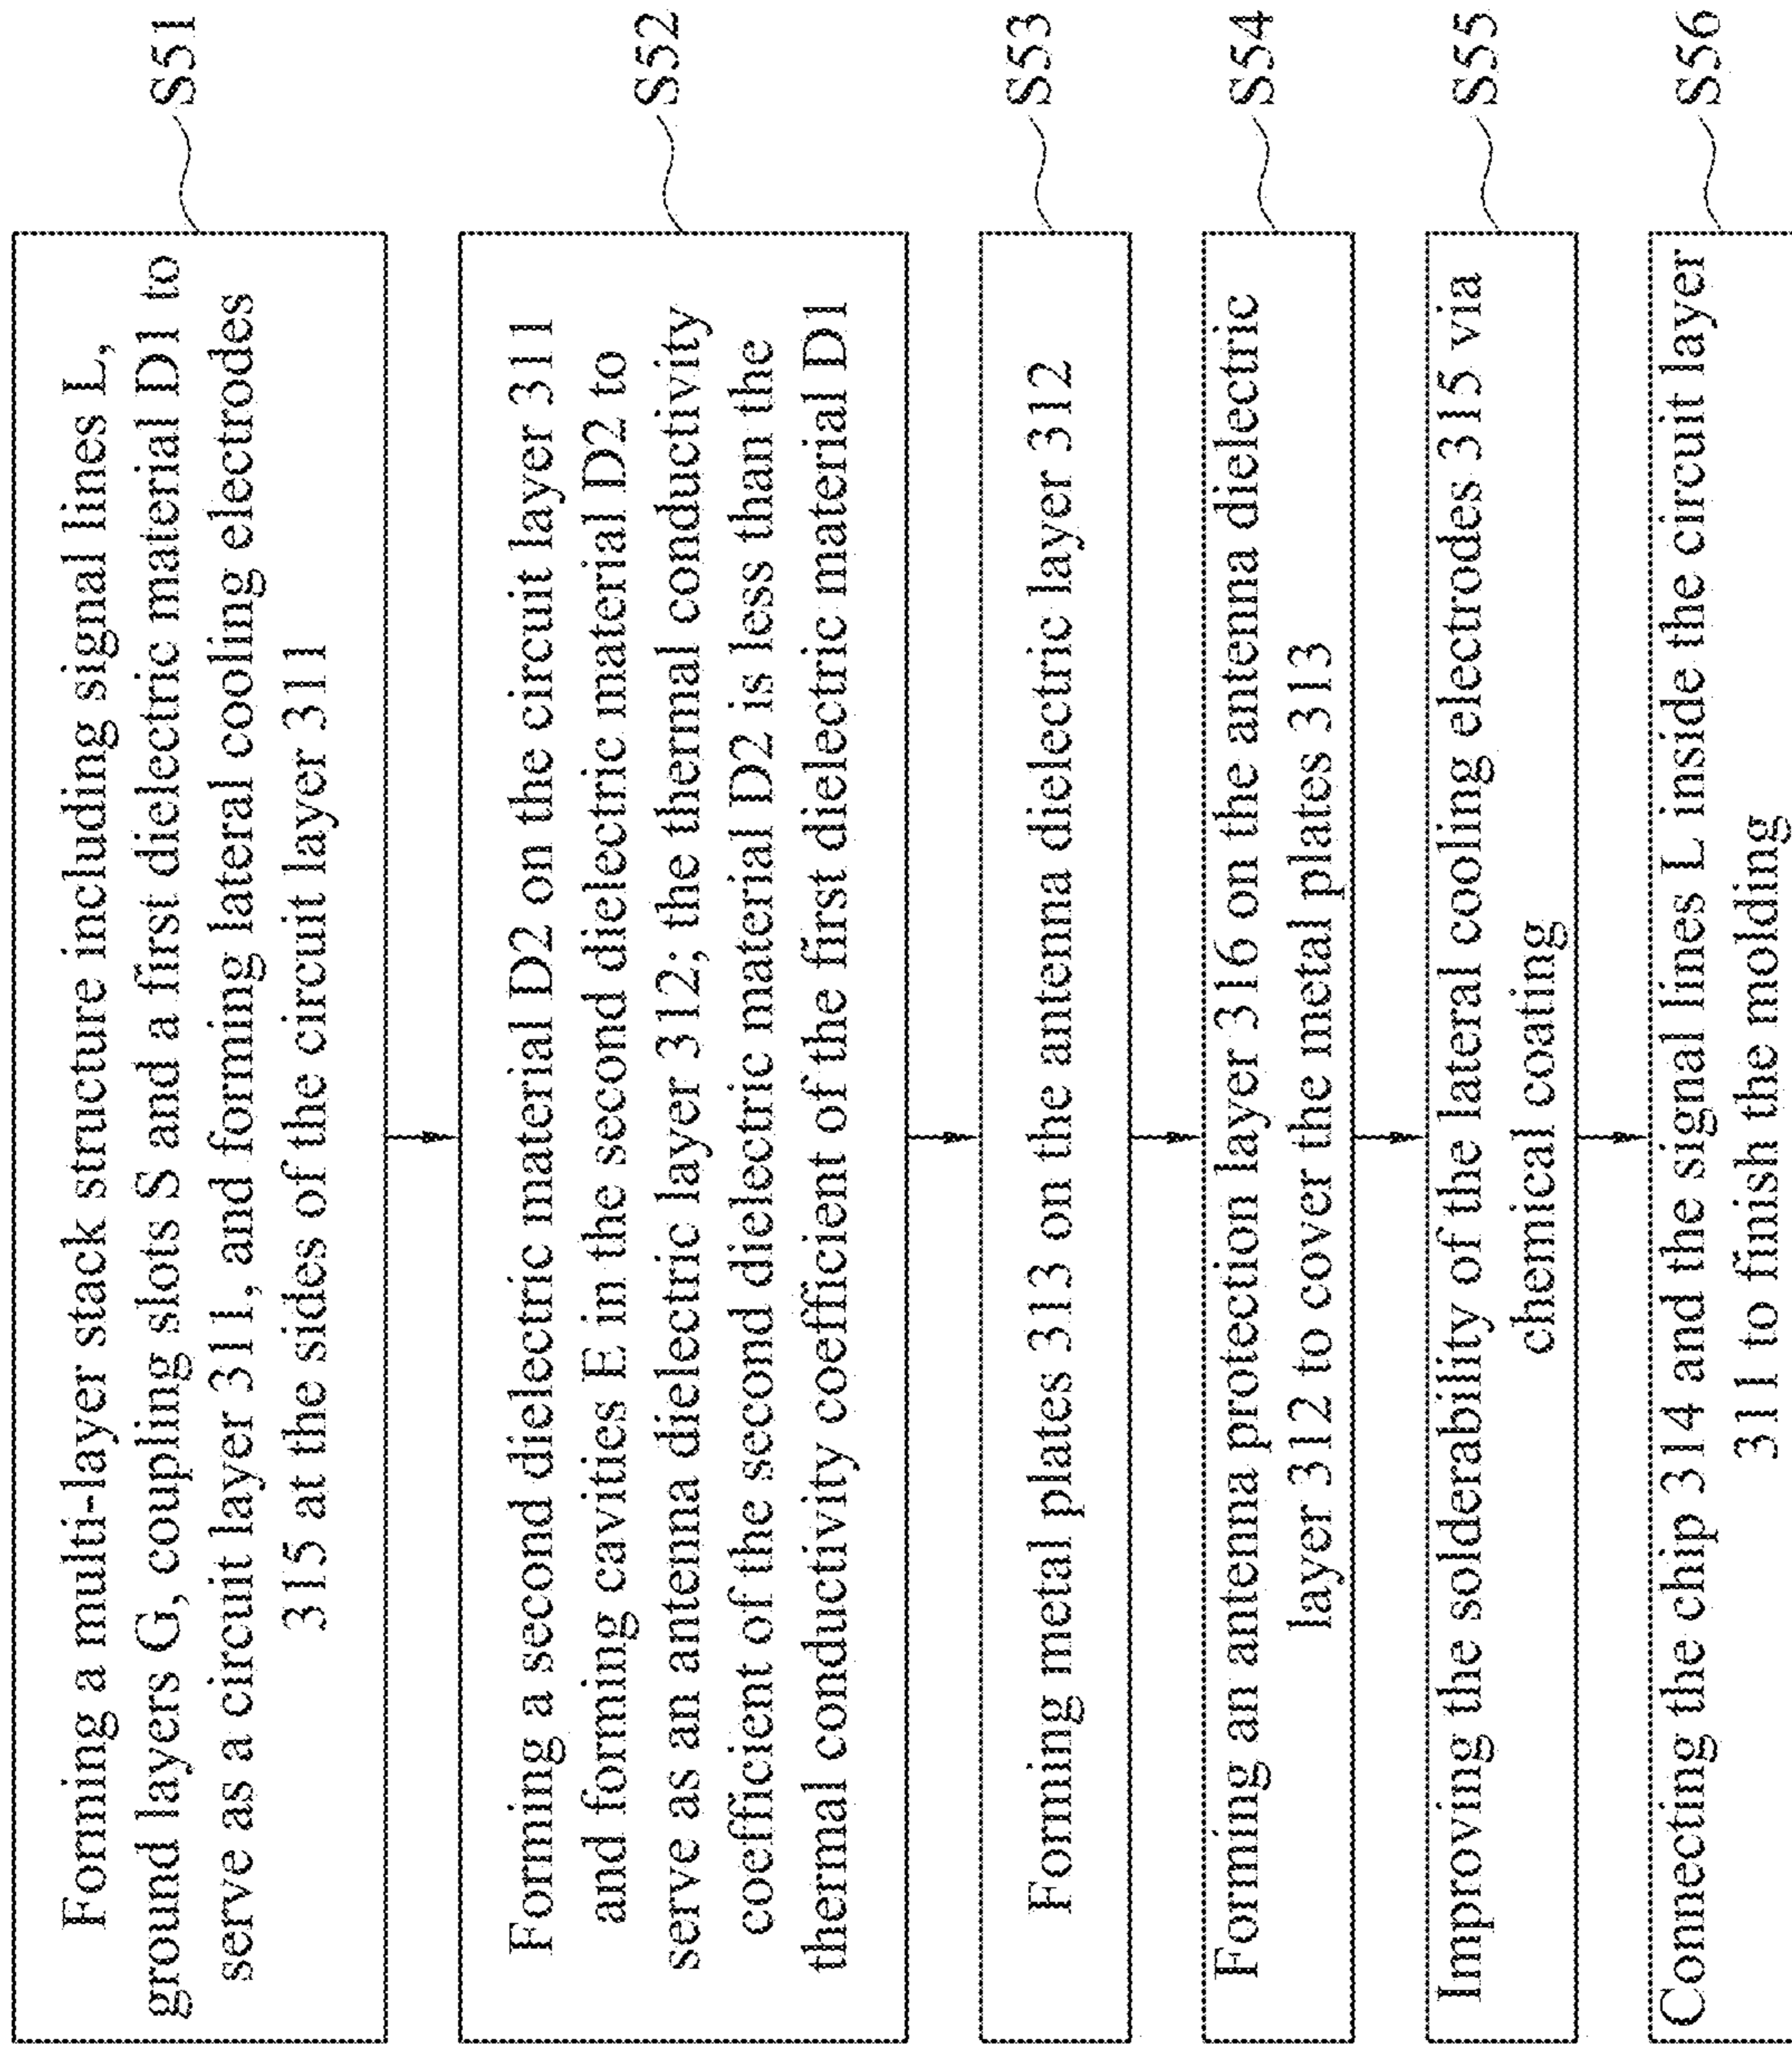 Forming a multi-layer stack structure including signal lines L,
ground layers G, coupling slots S and a first dielectric material D1 to
serve as a circuit layer 311, and forming lateral cooling electrodes
315 at the sides of the circuit layer 311
S51
Forming a second dielectric material D2 on the circuit layer 311
and forming cavities E in the second dielectric material D2 to
serve as an antenna dielectric layer 312; the thermal conductivity
coefficient of the second dielectric material D2 is less than the
thermal conductivity coefficient of the first dielectric material D1
S52
Forming metal plates 313 on the antenna dielectric layer 312
S53
Forming an antenna protection layer 316 on the antenna dielectric
layer 312 to cover the metal plates 313
S54
Improving the solderability of the lateral cooling electrodes 315 via
chemical coating
S55
Connecting the chip 314 and the signal lines L inside the circuit layer
311 to finish the molding
S56